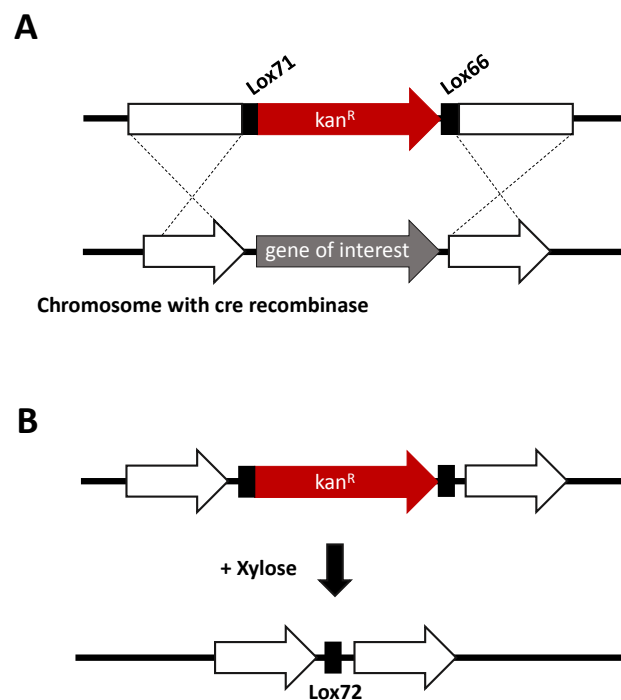 A
Lox71
Lox66
kanᴿ
gene of interest
Chromosome with cre recombinase
B
kanᴿ
+ Xylose
Lox72